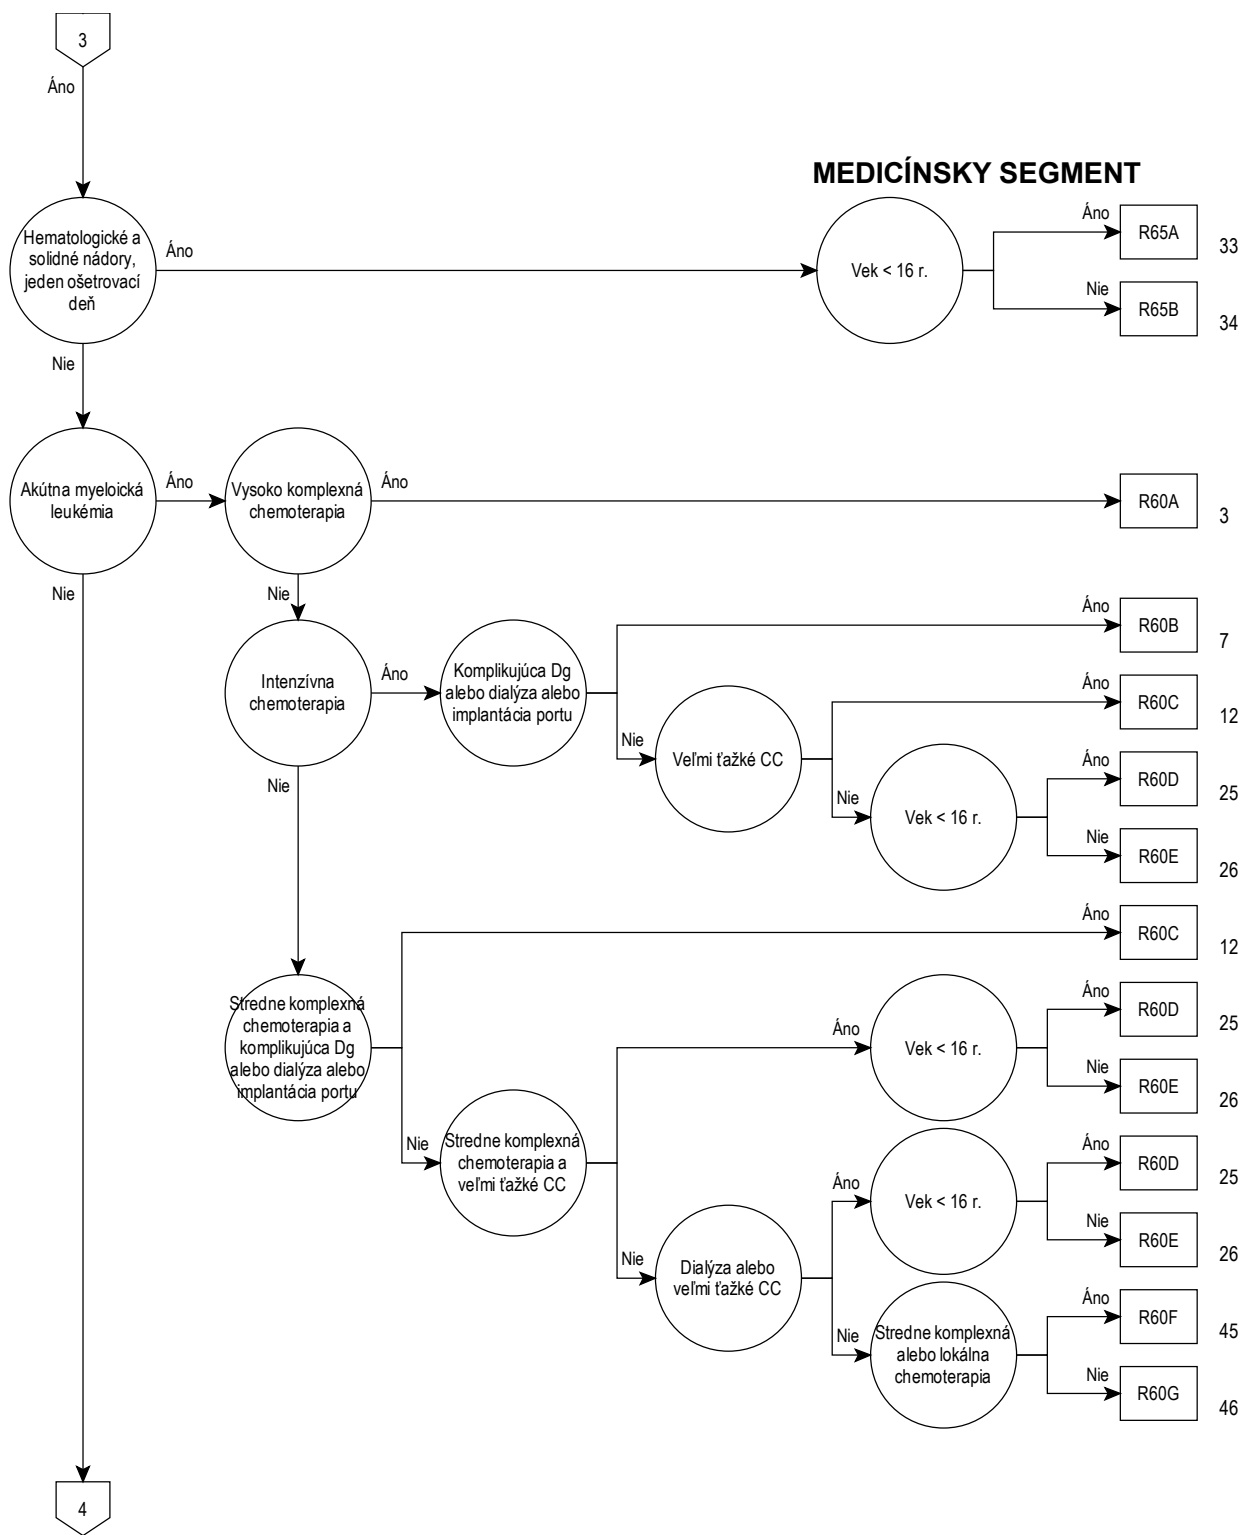 3
Áno
MEDICÍNSKY SEGMENT
Hematologické a
solidné nádory,
jeden ošetrovací
deň
Áno
Vek < 16 r.
Áno
R65A
33
Nie
R65B
34
Nie
Akútna myeloická
leukémia
Áno
Vysoko komplexná
chemoterapia
Áno
R60A
3
Nie
Nie
Intenzívna
chemoterapia
Áno
Komplikujúca Dg
alebo dialýza alebo
implantácia portu
Áno
R60B
7
Nie
Veľmi ťažké CC
Áno
R60C
12
Nie
Vek < 16 r.
Áno
R60D
25
Nie
R60E
26
Nie
Stredne komplexná
chemoterapia a
komplikujúca Dg
alebo dialýza alebo
implantácia portu
Áno
R60C
12
Nie
Stredne komplexná
chemoterapia a
veľmi ťažké CC
Áno
Vek < 16 r.
Áno
R60D
25
Nie
R60E
26
Nie
Dialýza alebo
veľmi ťažké CC
Áno
Vek < 16 r.
Áno
R60D
25
Nie
R60E
26
Nie
Stredne komplexná
alebo lokálna
chemoterapia
Áno
R60F
45
Nie
R60G
46
4